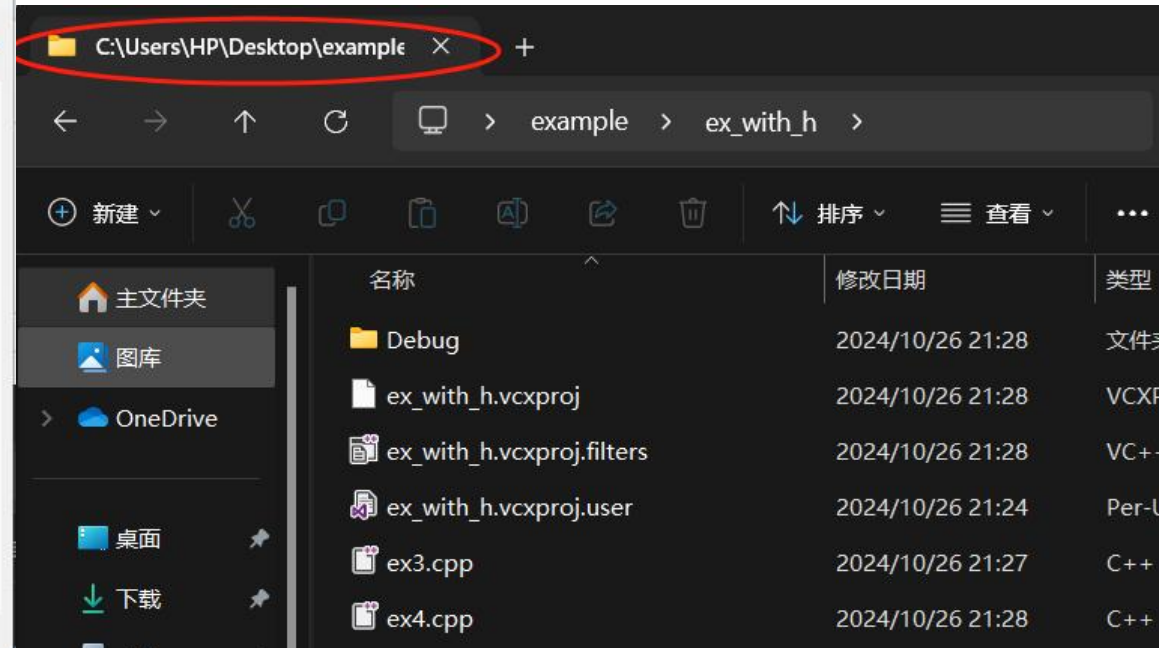 C:\Users\HP\Desktop\example
example > ex_with_h >
新建 排序 查看
名称 修改日期 类型
主文件夹
图库
OneDrive
桌面
下载
Debug 2024/10/26 21:28 文件
ex_with_h.vcxproj 2024/10/26 21:28 VCXP
ex_with_h.vcxproj.filters 2024/10/26 21:28 VC++
ex_with_h.vcxproj.user 2024/10/26 21:24 Per-U
ex3.cpp 2024/10/26 21:27 C++
ex4.cpp 2024/10/26 21:28 C++